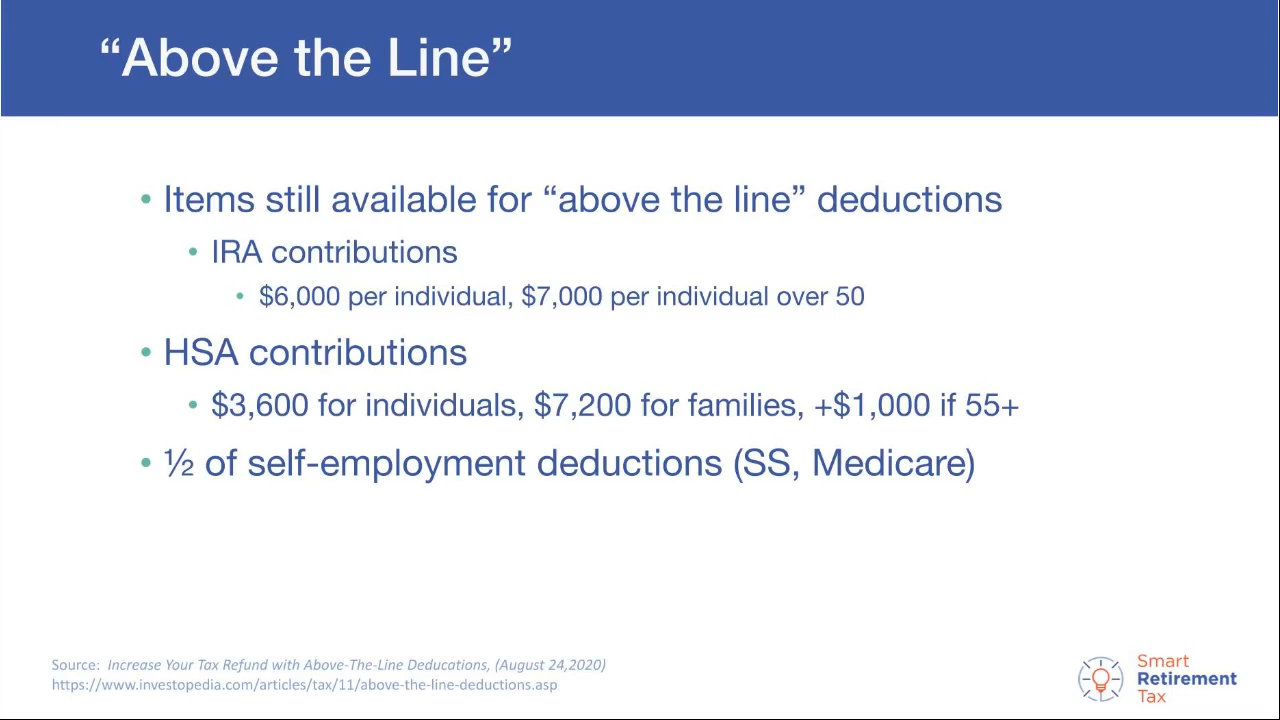 “Above the Line”
• Items still available for “above the line” deductions
• IRA contributions
• $6,000 per individual, $7,000 per individual over 50
• HSA contributions
• $3,600 for individuals, $7,200 for families, +$1,000 if 55+
• ½ of self-employment deductions (SS, Medicare)
Source: Increase Your Tax Refund with Above-The-Line Deducations, (August 24,2020)
https://www.investopedia.com/articles/tax/11/above-the-line-deductions.asp
Smart
Retirement
Tax